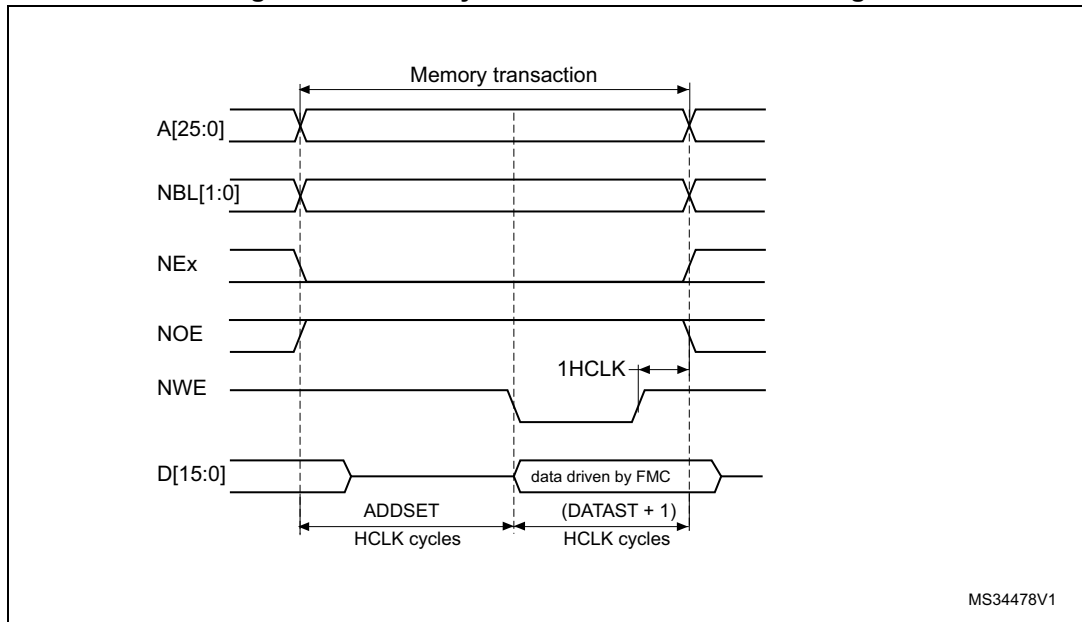 Memory transaction
A[25:0]
NBL[1:0]
NEx
NOE
1HCLK
NWE
D[15:0]
data driven by FMC
ADDSET
(DATAST + 1)
HCLK cycles
HCLK cycles
MS34478V1